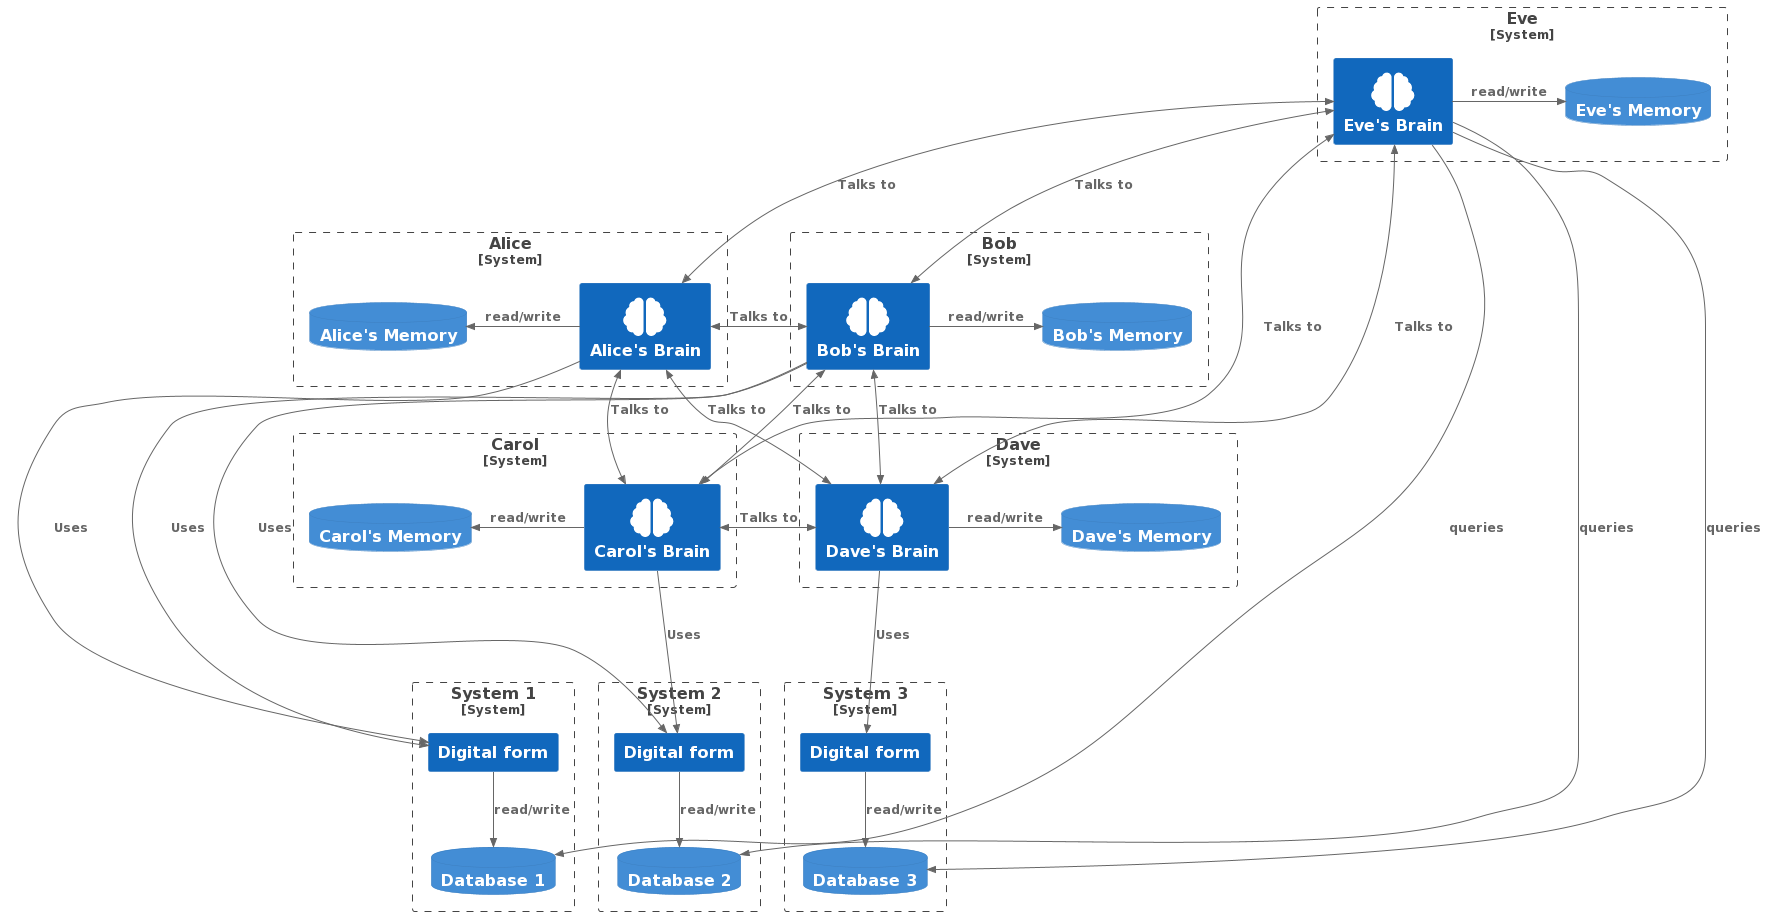 Eve
[System]
Eve's Brain
read/write
Eve's Memory
Talks to
Talks to
Alice
[System]
Alice's Memory
read/write
Alice's Brain
Talks to
Bob
[System]
Bob's Brain
read/write
Bob's Memory
Talks to
Talks to
Talks to
Talks to
Talks to
Talks to
Carol
[System]
Carol's Memory
read/write
Carol's Brain
Talks to
Dave
[System]
Dave's Brain
read/write
Dave's Memory
Uses
Uses
Uses
queries
queries
queries
Uses
Uses
System 1
[System]
Digital form
read/write
Database 1
System 2
[System]
Digital form
read/write
Database 2
System 3
[System]
Digital form
read/write
Database 3